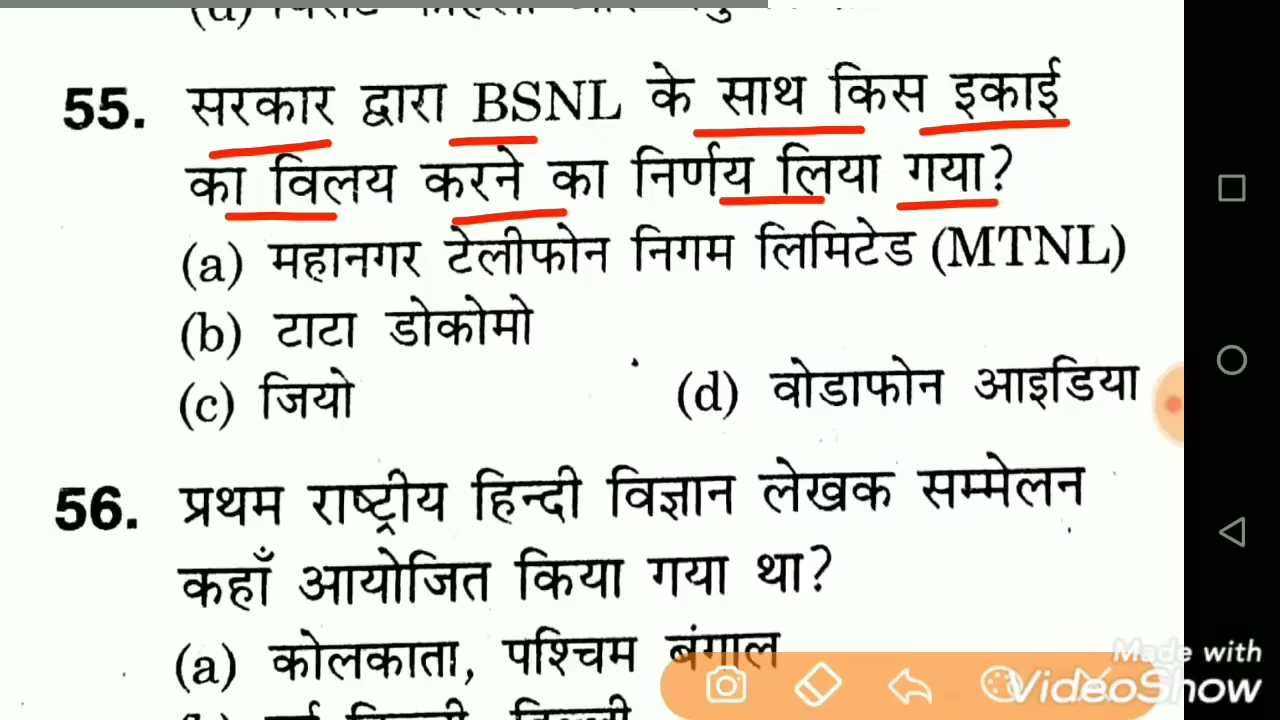 55. सरकार द्वारा BSNL के साथ किस इकाई
का विलय करने का निर्णय लिया गया?
(a) महानगर टेलीफोन निगम लिमिटेड (MTNL)
(b) टाटा डोकोमो
(c) जियो (d) वोडाफोन आइडिया
56. प्रथम राष्ट्रीय हिन्दी विज्ञान लेखक सम्मेलन
कहाँ आयोजित किया गया था?
(a) कोलकाता, पश्चिम बंगाल
Made with
VideoShow